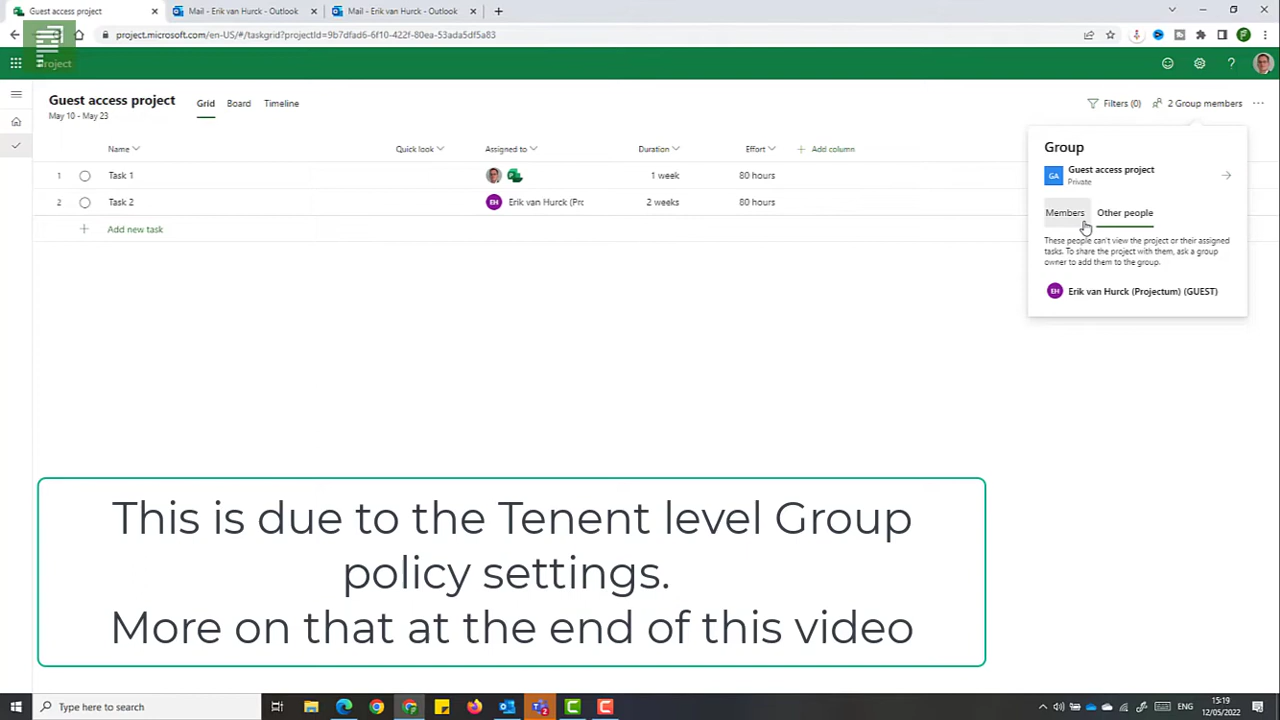 Guest access project
Mail - Erik van Hurck - Outlook
Mail - Erik van Hurck - Outlook
project.microsoft.com/en-US/#/taskgrid?projectId=9b7dfad6-6f10-422f-80ea-53ada5df5a83
Project
Guest access project
Grid Board Timeline
May 10 - May 23
Filters (0)
2 Group members
Name Quick look Assigned to Duration Effort Add column
1 Task 1 1 week 80 hours
2 Task 2 EH Erik van Hurck (Prc 2 weeks 80 hours
Add new task
Group
GA Guest access project
Private
Members Other people
These people can't view the project or their assigned
tasks. To share the project with them, ask a group
owner to add them to the group.
EH Erik van Hurck (Projectum) (GUEST)
This is due to the Tenent level Group
policy settings.
More on that at the end of this video
Type here to search
ENG
15:19
12/05/2022